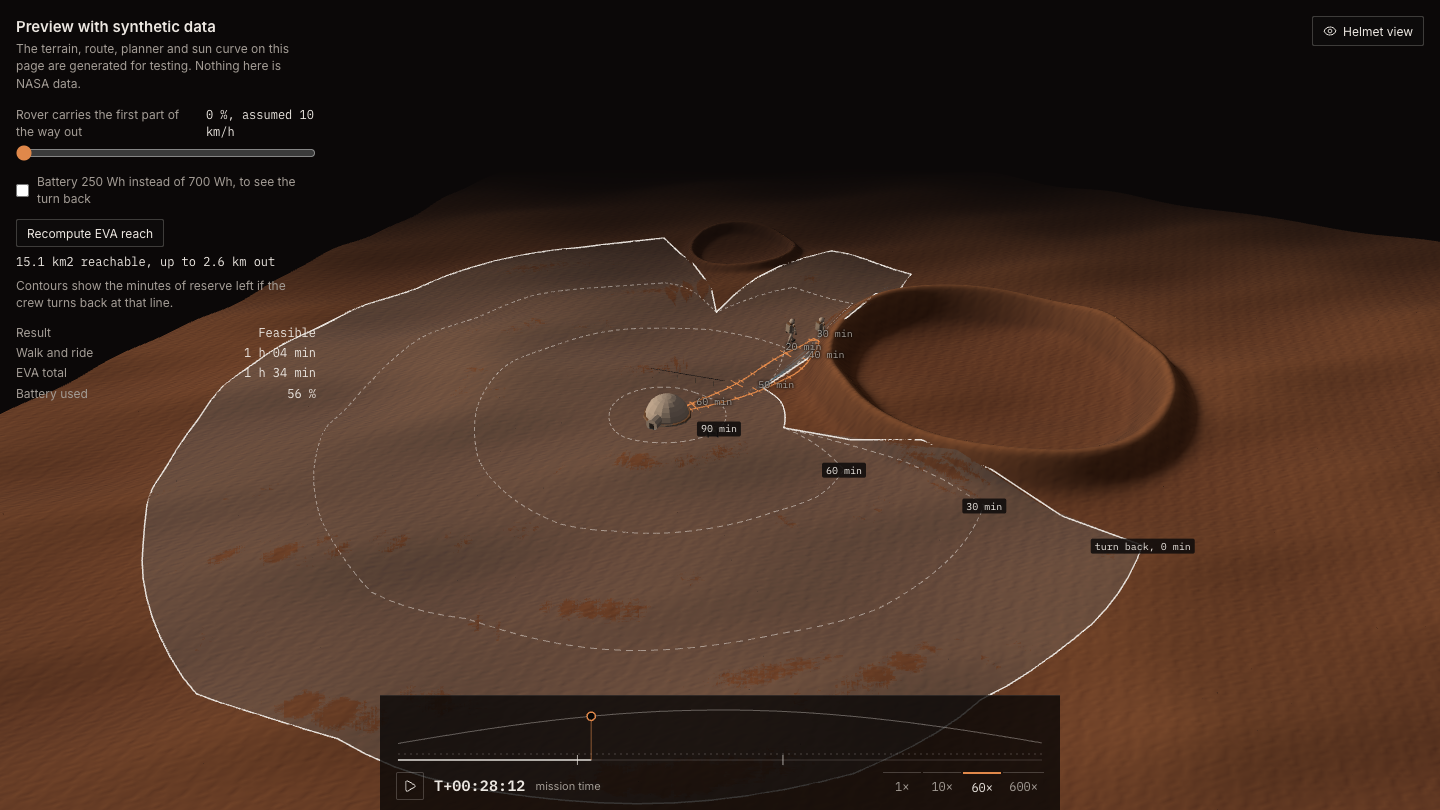 Preview with synthetic data
The terrain, route, planner and sun curve on this
page are generated for testing. Nothing here is
NASA data.
Rover carries the first part of
the way out
0 %, assumed 10
km/h
Battery 250 Wh instead of 700 Wh, to see the
turn back
Recompute EVA reach
15.1 km2 reachable, up to 2.6 km out
Contours show the minutes of reserve left if the
crew turns back at that line.
Result Feasible
Walk and ride 1 h 04 min
EVA total 1 h 34 min
Battery used 56 %
Helmet view
30 min
20 min
40 min
50 min
60 min
90 min
60 min
30 min
turn back, 0 min
T+00:28:12 mission time
1× 10× 60× 600×